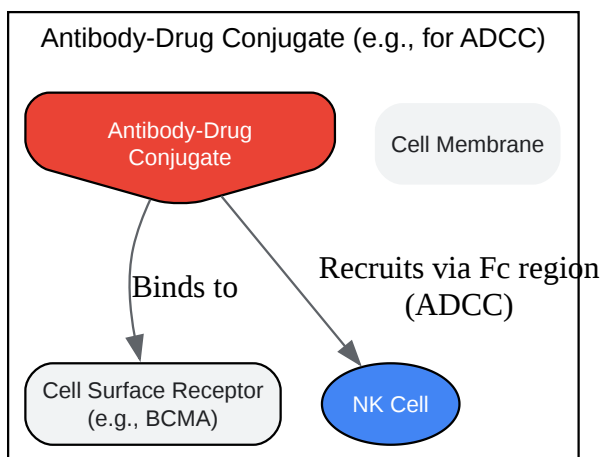 Antibody-Drug Conjugate (e.g., for ADCC)
Antibody-Drug
Conjugate
Cell Membrane
Binds to
Recruits via Fc region
(ADCC)
Cell Surface Receptor
(e.g., BCMA)
NK Cell